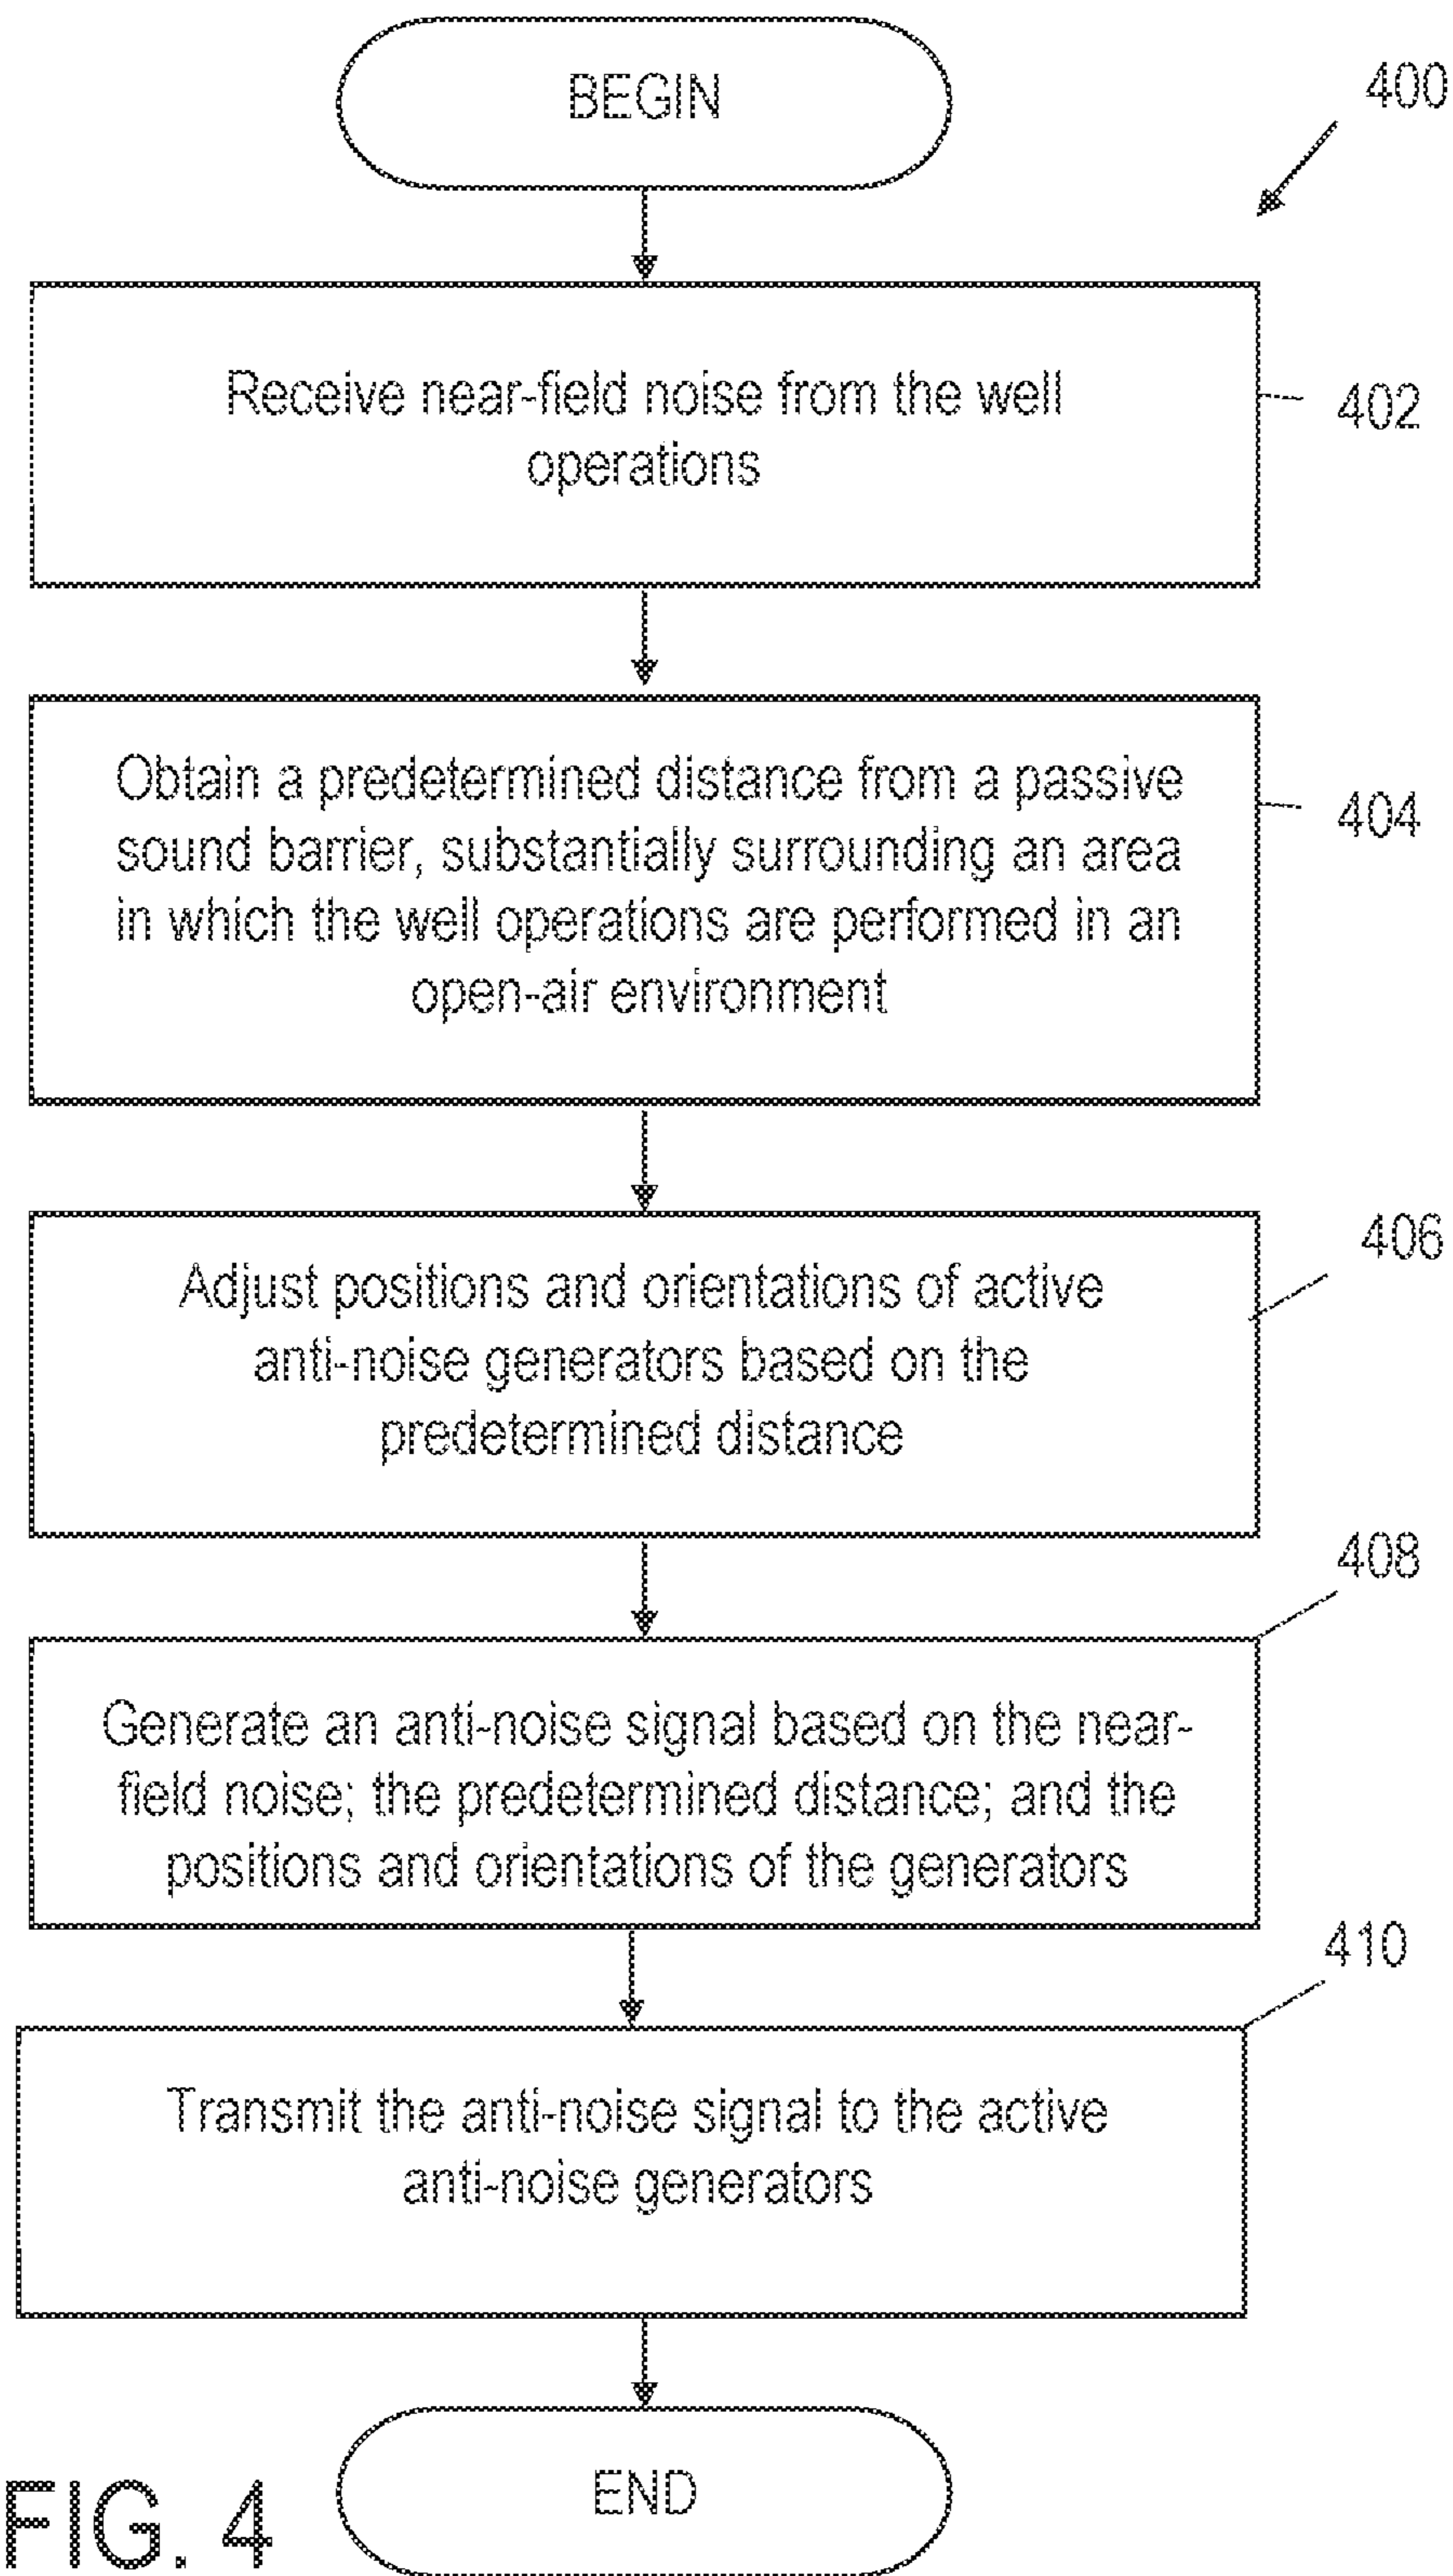 BEGIN
400
Receive near-field noise from the well
operations
402
Obtain a predetermined distance from a passive
sound barrier, substantially surrounding an area
in which the well operations are performed in an
open-air environment
404
Adjust positions and orientations of active
anti-noise generators based on the
predetermined distance
406
408
Generate an anti-noise signal based on the near-
field noise; the predetermined distance; and the
positions and orientations of the generators
410
Transmit the anti-noise signal to the active
anti-noise generators
END
FIG. 4